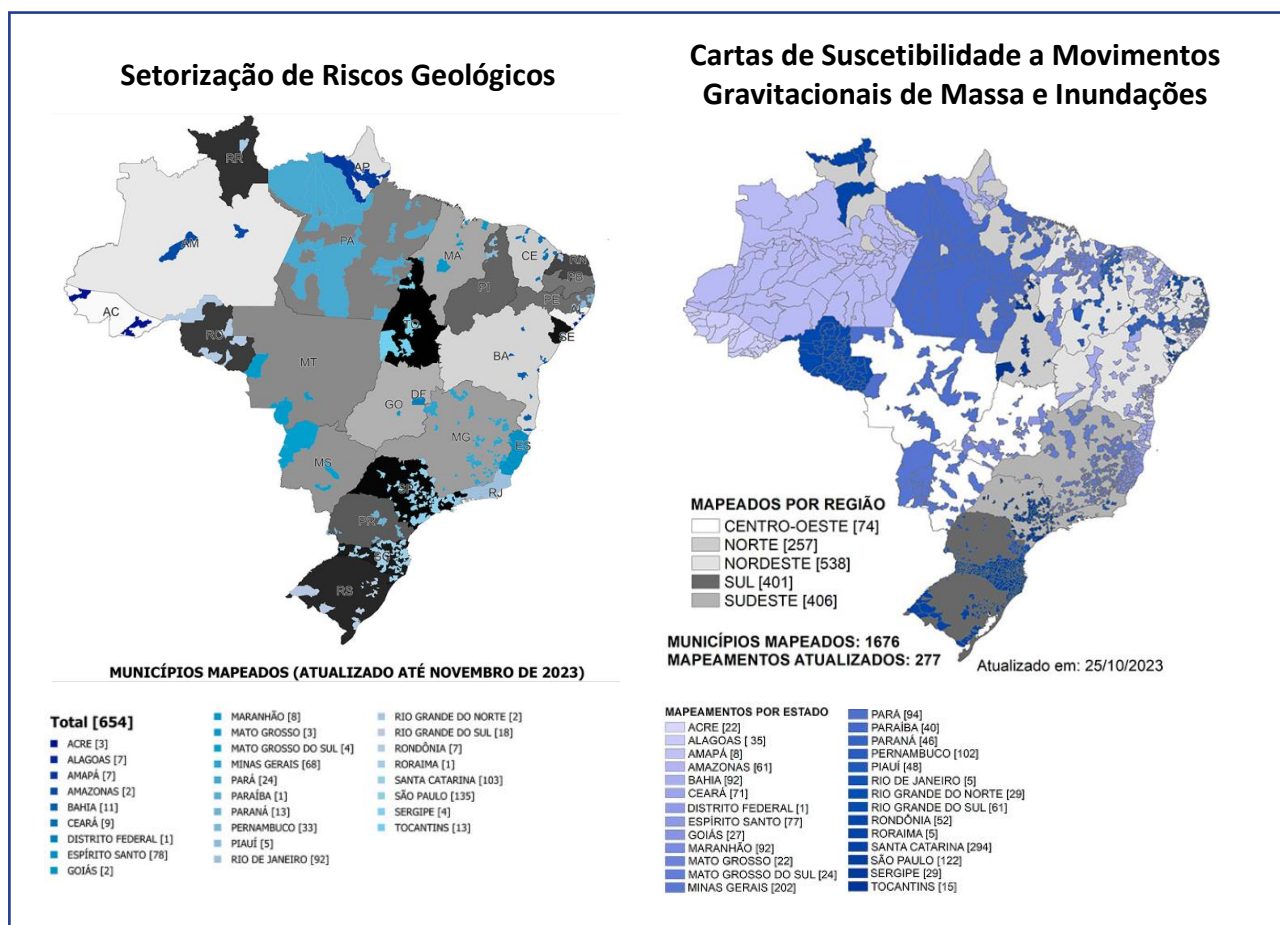 Setorização de Riscos Geológicos
RR
AP
AM
PA
MA
CE
RN
PB
PE
AL
PI
AC
RO
TO
SE
BA
MT
DF
GO
MG
ES
MS
SP
RJ
PR
SC
RS
MUNICÍPIOS MAPEADOS (ATUALIZADO ATÉ NOVEMBRO DE 2023)
Total [654]
ACRE [3]
ALAGOAS [7]
AMAPÁ [7]
AMAZONAS [2]
BAHIA [11]
CEARÁ [9]
DISTRITO FEDERAL [1]
ESPÍRITO SANTO [78]
GOIÁS [2]
MARANHÃO [8]
MATO GROSSO [3]
MATO GROSSO DO SUL [4]
MINAS GERAIS [68]
PARÁ [24]
PARAÍBA [1]
PARANÁ [13]
PERNAMBUCO [33]
PIAUÍ [5]
RIO DE JANEIRO [92]
RIO GRANDE DO NORTE [2]
RIO GRANDE DO SUL [18]
RONDÔNIA [7]
RORAIMA [1]
SANTA CATARINA [103]
SÃO PAULO [135]
SERGIPE [4]
TOCANTINS [13]
Cartas de Suscetibilidade a Movimentos
Gravitacionais de Massa e Inundações
MAPEADOS POR REGIÃO
CENTRO-OESTE [74]
NORTE [257]
NORDESTE [538]
SUL [401]
SUDESTE [406]
MUNICÍPIOS MAPEADOS: 1676
MAPEAMENTOS ATUALIZADOS: 277
Atualizado em: 25/10/2023
MAPEAMENTOS POR ESTADO
ACRE [22]
ALAGOAS [ 35]
AMAPÁ [8]
AMAZONAS [61]
BAHIA [92]
CEARÁ [71]
DISTRITO FEDERAL [1]
ESPÍRITO SANTO [77]
GOIÁS [27]
MARANHÃO [92]
MATO GROSSO [22]
MATO GROSSO DO SUL [24]
MINAS GERAIS [202]
PARÁ [94]
PARAÍBA [40]
PARANÁ [46]
PERNAMBUCO [102]
PIAUÍ [48]
RIO DE JANEIRO [5]
RIO GRANDE DO NORTE [29]
RIO GRANDE DO SUL [61]
RONDÔNIA [52]
RORAIMA [5]
SANTA CATARINA [294]
SÃO PAULO [122]
SERGIPE [29]
TOCANTINS [15]